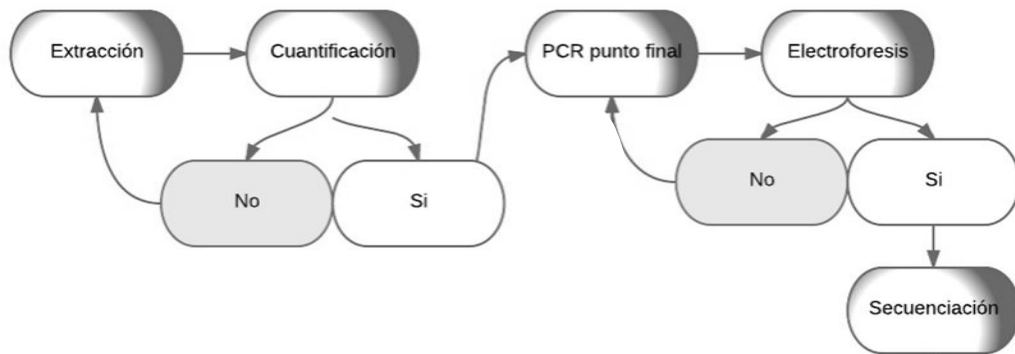 Extracción
Cuantificación
PCR punto final
Electroforesis
No
Si
No
Si
Secuenciación